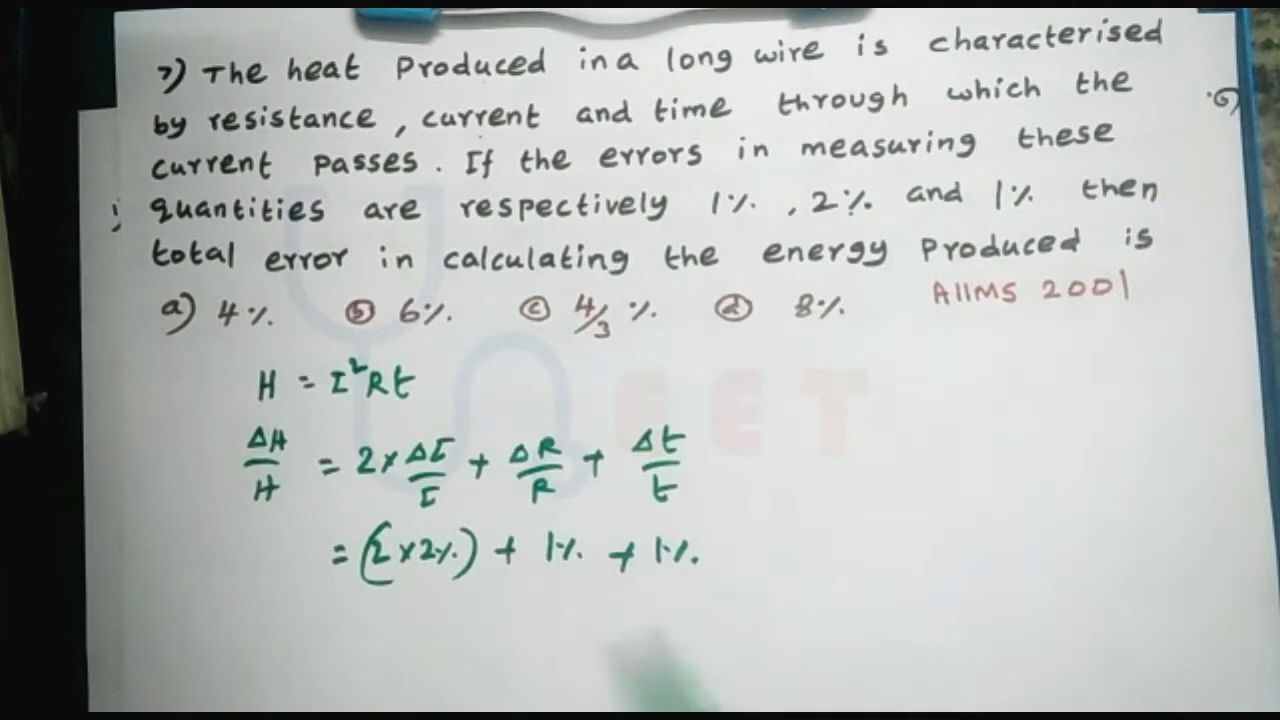 7) The heat produced in a long wire is characterised
by resistance, current and time through which the
current passes. If the errors in measuring these
quantities are respectively 1%, 2% and 1% then
total error in calculating the energy produced is
a) 4% ⓑ 6% ⓒ 4/3 % ⓓ 8% AIIMS 2001
H = I²Rt
ΔH/H = 2×ΔI/I + ΔR/R + Δt/t
= (2×2%) + 1% + 1%
EET